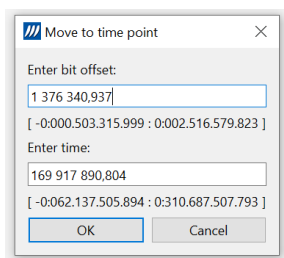 Move to time point
Enter bit offset:
1 376 340,937
[ -0:000.503.315.999 : 0:002.516.579.823 ]
Enter time:
169 917 890,804
[ -0:062.137.505.894 : 0:310.687.507.793 ]
OK Cancel